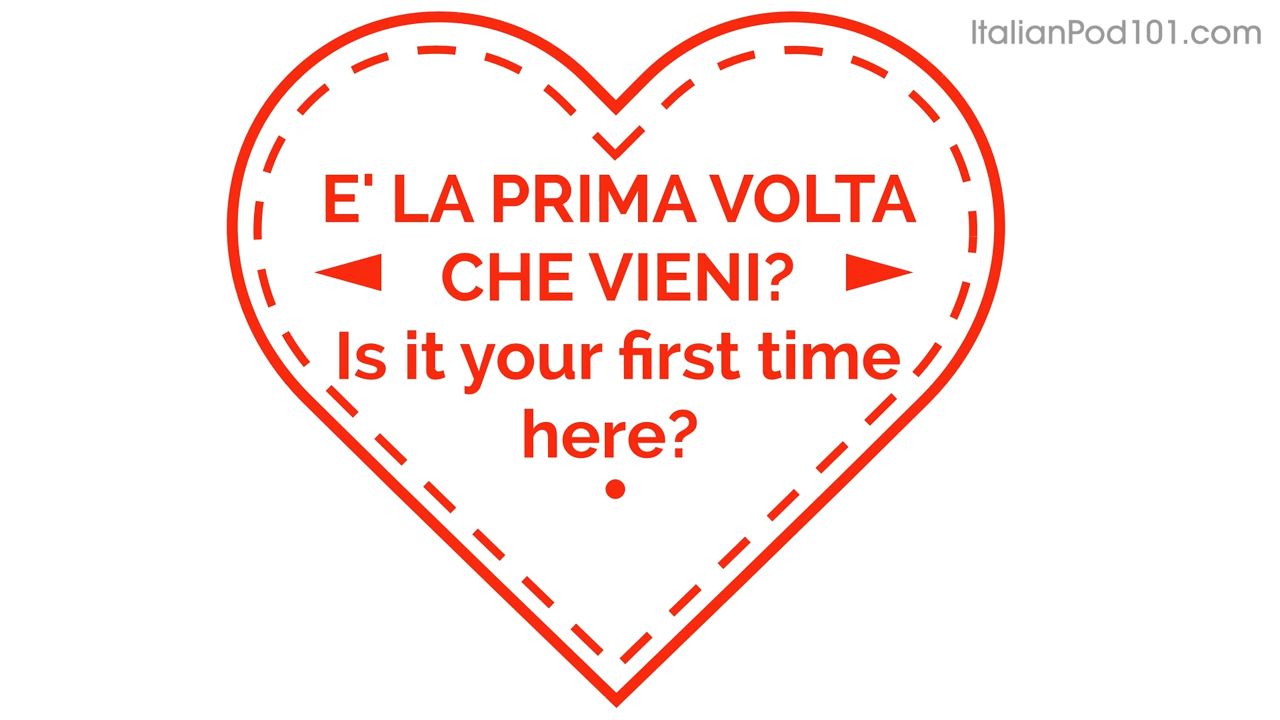 ItalianPod101.com
E' LA PRIMA VOLTA
CHE VIENI?
Is it your first time
here?